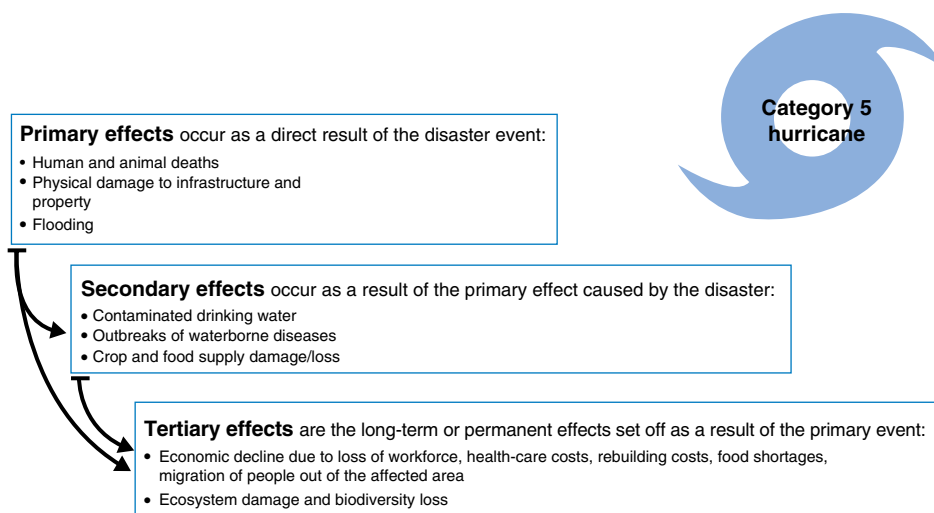 Category 5
hurricane
Primary effects occur as a direct result of the disaster event:
• Human and animal deaths
• Physical damage to infrastructure and
property
• Flooding
Secondary effects occur as a result of the primary effect caused by the disaster:
• Contaminated drinking water
• Outbreaks of waterborne diseases
• Crop and food supply damage/loss
Tertiary effects are the long-term or permanent effects set off as a result of the primary event:
• Economic decline due to loss of workforce, health-care costs, rebuilding costs, food shortages,
migration of people out of the affected area
• Ecosystem damage and biodiversity loss